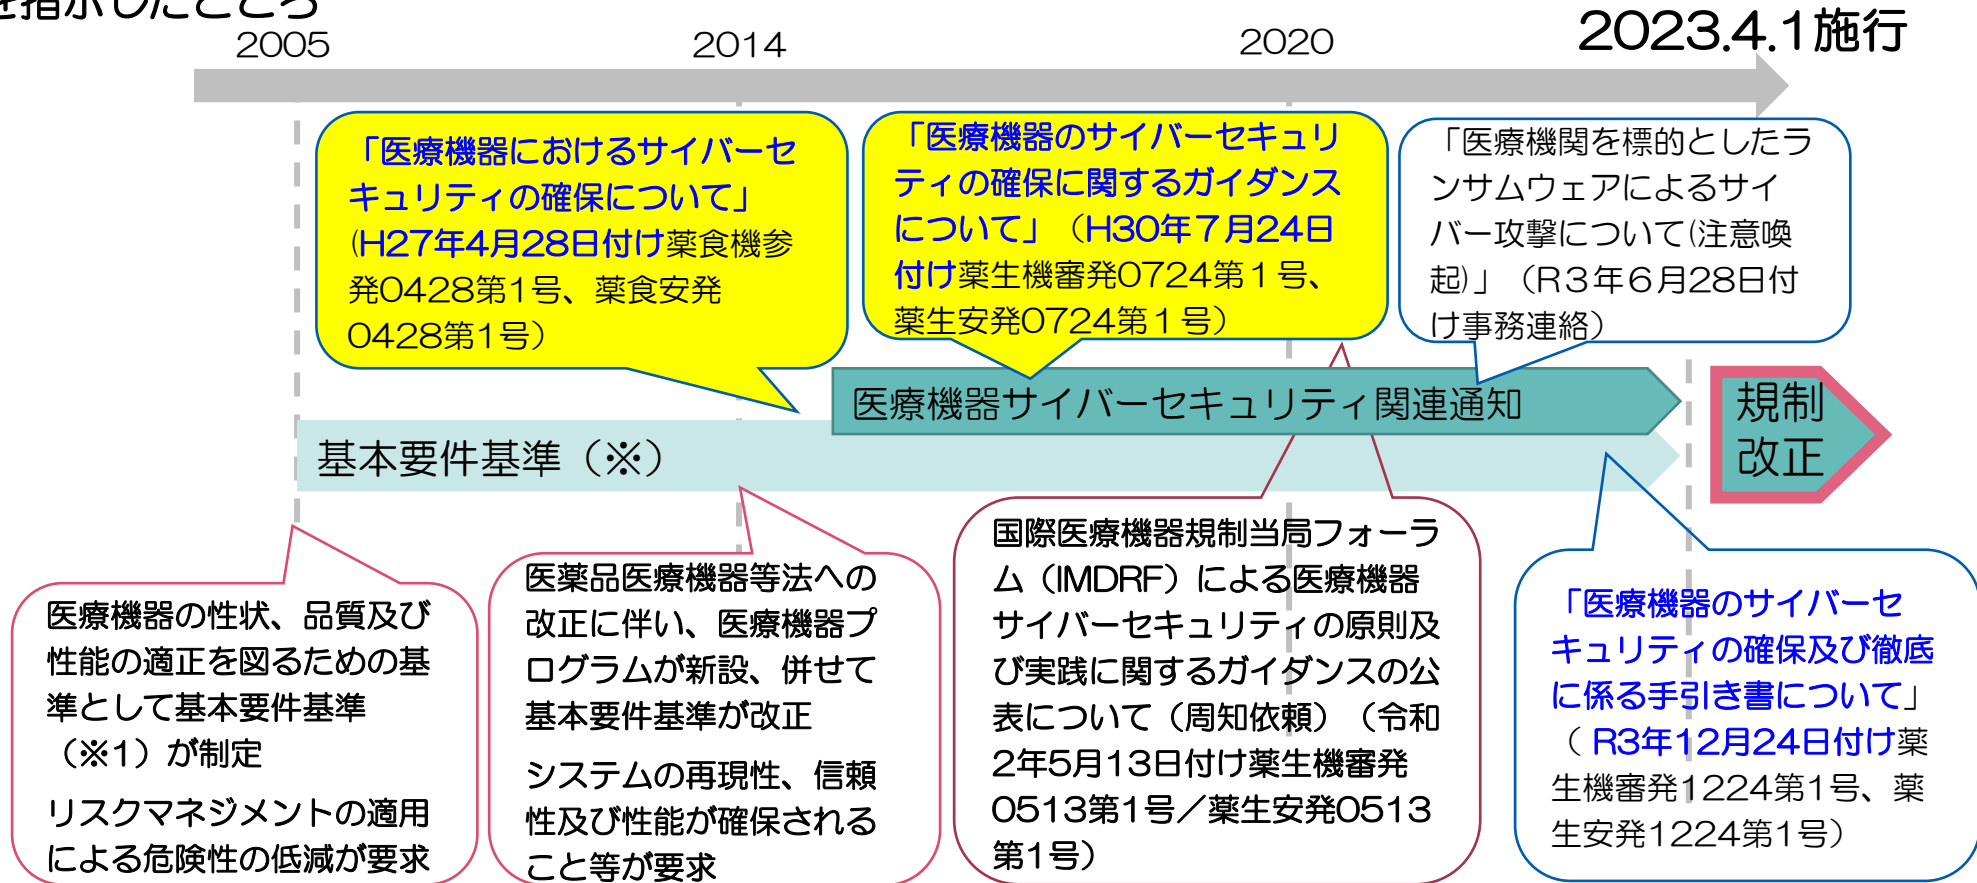 を指示したところ
2005
2014
2020
2023.4.1施行
「医療機器におけるサイバーセ
キュリティの確保について」
(H27年4月28日付け薬食機参
発0428第1号、薬食安発
0428第1号）
「医療機器のサイバーセキュリ
ティの確保に関するガイダンス
について」（H30年7月24日
付け薬生機審発0724第１号、
薬生安発0724第１号）
「医療機関を標的としたラ
ンサムウェアによるサイ
バー攻撃について(注意喚
起)」（R３年６月28日付
け事務連絡）
医療機器サイバーセキュリティ関連通知
基本要件基準（※）
規制
改正
医療機器の性状、品質及び
性能の適正を図るための基
準として基本要件基準
（※1）が制定
リスクマネジメントの適用
による危険性の低減が要求
医薬品医療機器等法への
改正に伴い、医療機器プ
ログラムが新設、併せて
基本要件基準が改正
システムの再現性、信頼
性及び性能が確保される
こと等が要求
国際医療機器規制当局フォーラ
ム（IMDRF）による医療機器
サイバーセキュリティの原則及
び実践に関するガイダンスの公
表について（周知依頼）（令和
2年5月13日付け薬生機審発
0513第1号／薬生安発0513
第1号）
「医療機器のサイバーセ
キュリティの確保及び徹底
に係る手引き書について」
（ R3年12月24日付け薬
生機審発1224第1号、薬
生安発1224第1号）